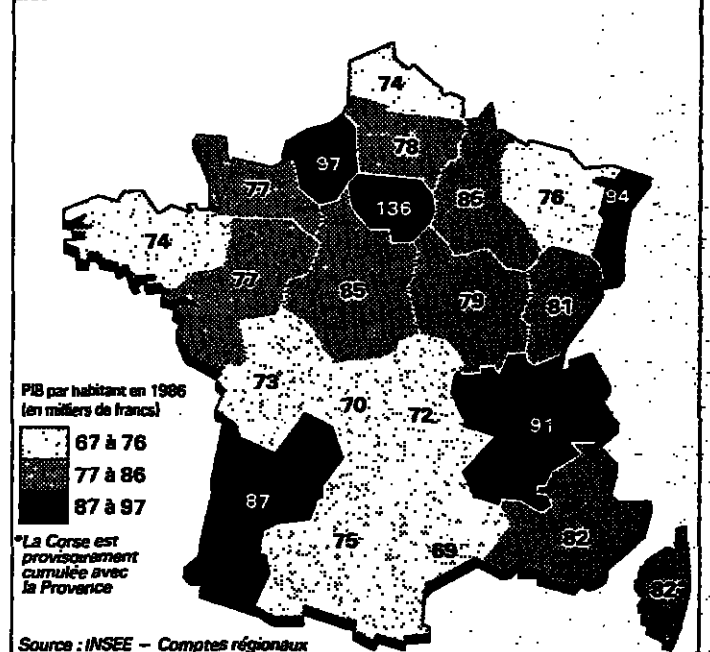 74
97
78
77
136
85
76
94
74
77
85
79
81
73
70
72
91
PIB par habitant en 1986
(en milliers de francs)
67 à 76
77 à 86
87 à 97
87
75
69
82
82*
*La Corse est
provisoirement
cumulée avec
la Provence
Source : INSEE — Comptes régionaux